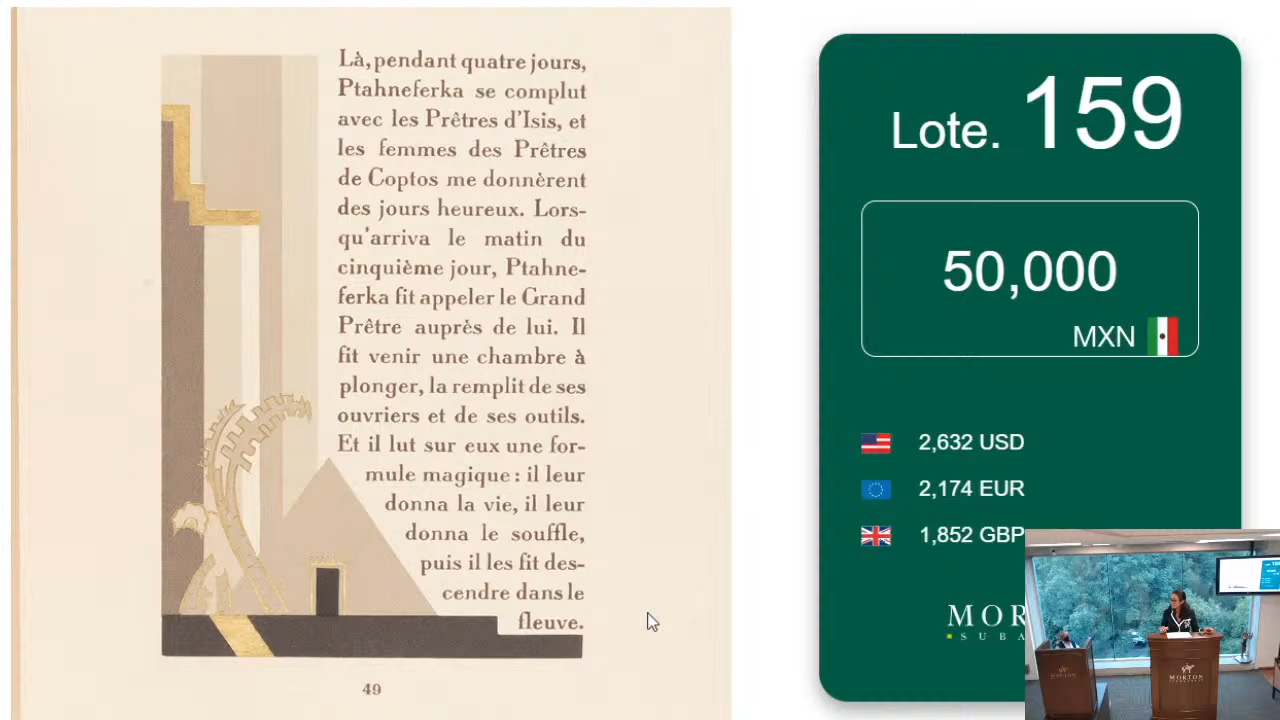 Là, pendant quatre jours,
Ptahneferka se complut
avec les Prêtres d'Isis, et
les femmes des Prêtres
de Coptos me donnèrent
des jours heureux. Lors-
qu'arriva le matin du
cinquième jour, Ptahne-
ferka fit appeler le Grand
Prêtre auprès de lui. Il
fit venir une chambre à
plonger, la remplit de ses
ouvriers et de ses outils.
Et il lut sur eux une for-
mule magique : il leur
donna la vie, il leur
donna le souffle,
puis il les fit des-
cendre dans le
fleuve.
49
Lote. 159
50,000
MXN
2,632 USD
2,174 EUR
1,852 GBP
MOR
SUBA
MORTON